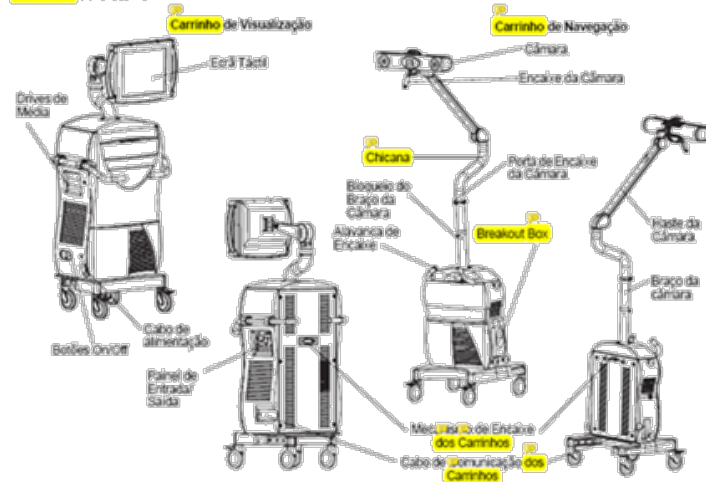 Carrinho de Visualização
Carrinho de Navegação
Câmara
Ecrã Táctil
Encaixe da Câmara
Drives de
Média
Chicana
Porta de Encaixe
da Câmara
Bloqueio do
Braço da
Câmara
Haste da
Câmara
Alavanca de
Encaixe
Breakout Box
Braço da
câmara
Cabo de
alimentação
Botões On/Off
Painel de
Entrada/
Saída
Mecanismo de Encaixe
dos Carrinhos
Cabo de Comunicação dos
Carrinhos